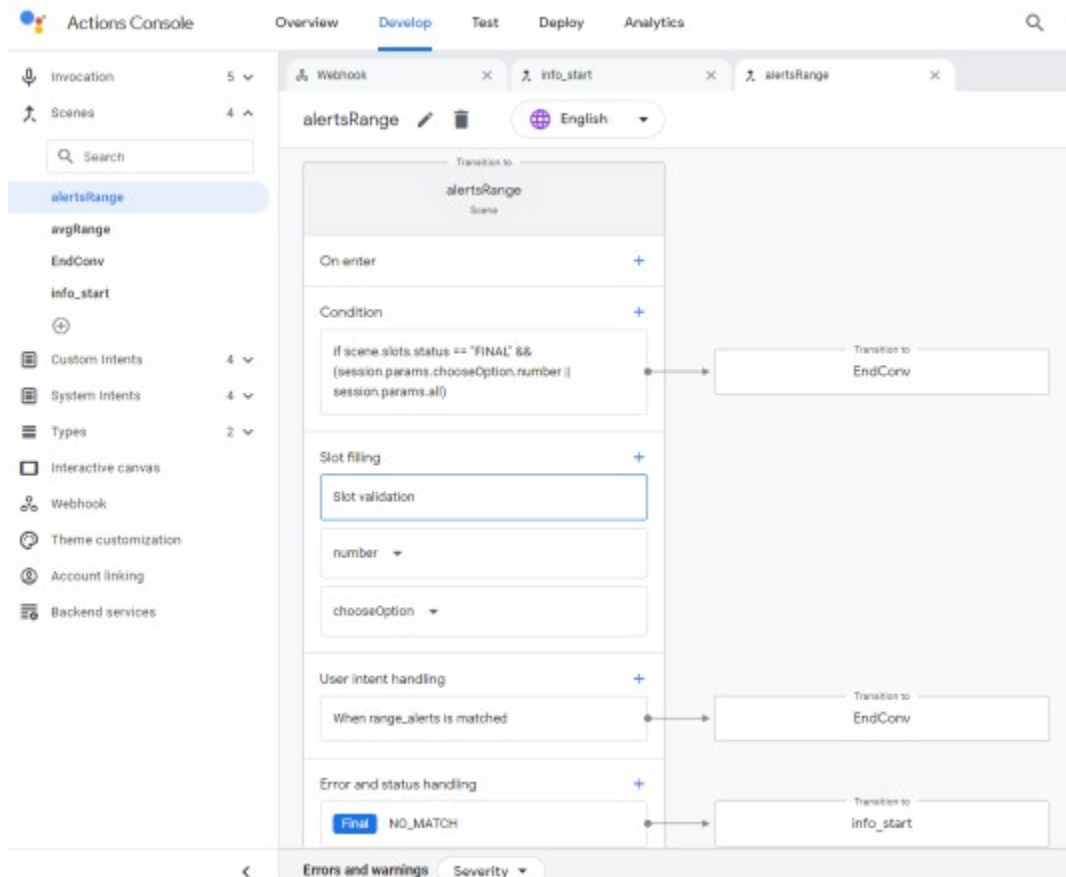 Actions Console
Overview
Develop
Test
Deploy
Analytics
Invocation
5
Scenes
4
Search
alertsRange
avgRange
EndConv
info_start
Custom Intents
4
System Intents
4
Types
2
Interactive canvas
Webhook
Theme customization
Account linking
Backend services
Webhook
info_start
alertsRange
alertsRange
English
Transition to
alertsRange
Scene
On enter
Condition
if scene.slots.status == "FINAL" &&
(session.params.chooseOption.number ||
session.params.all)
Transition to
EndConv
Slot filling
Slot validation
number
chooseOption
User intent handling
When range_alerts is matched
Transition to
EndConv
Error and status handling
Final NO_MATCH
Transition to
info_start
Errors and warnings
Severity